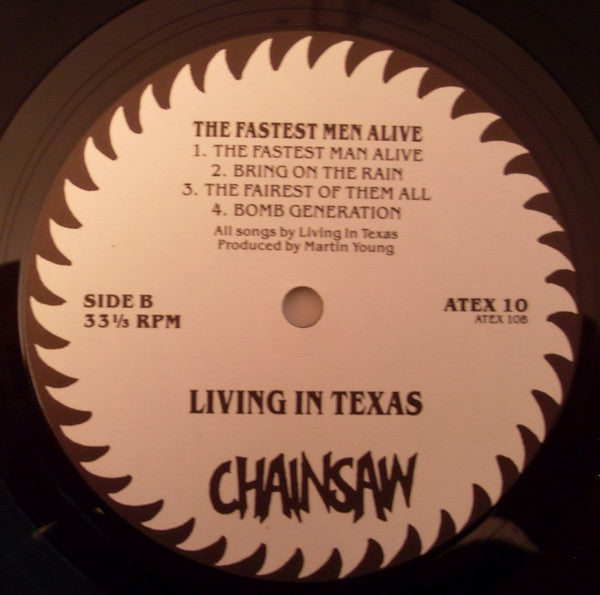 THE FASTEST MEN ALIVE
1. THE FASTEST MAN ALIVE
2. BRING ON THE RAIN
3. THE FAIREST OF THEM ALL
4. BOMB GENERATION
All songs by Living In Texas
Produced by Martin Young
SIDE B
33⅓ RPM
ATEX 10
ATEX 10B
LIVING IN TEXAS
CHAINSAW